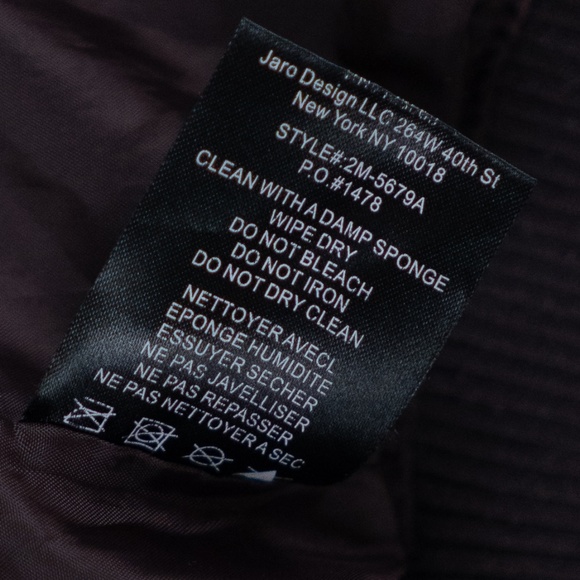 Jaro Design LLC 264W 40th St
New York NY 10018
STYLE#:2M-5679A
P.O.#1478
CLEAN WITH A DAMP SPONGE
WIPE DRY
DO NOT BLEACH
DO NOT IRON
DO NOT DRY CLEAN
NETTOYER AVECL
EPONGE HUMIDITE
ESSUYER SECHER
NE PAS JAVELLISER
NE PAS REPASSER
NE PAS NETTOYER A SEC